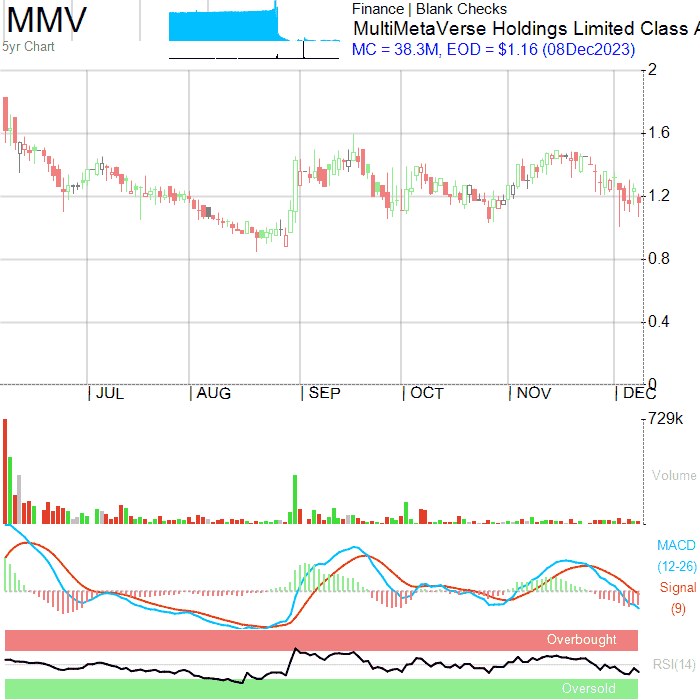 MMV
5yr Chart
Finance | Blank Checks
MultiMetaVerse Holdings Limited Class A
MC = 38.3M, EOD = $1.16 (08Dec2023)
2
1.6
1.2
0.8
0.4
0
| JUL | AUG | SEP | OCT | NOV | DEC
729k
Volume
MACD
(12-26)
Signal
(9)
Overbought
RSI(14)
Oversold